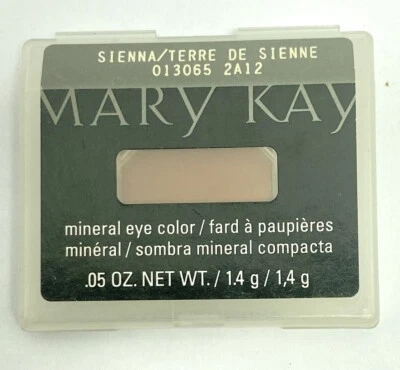 SIENNA/TERRE DE SIENNE
013065 2A12
MARY KAY
mineral eye color / fard à paupières
minéral / sombra mineral compacta
.05 OZ. NET WT. / 1.4 g / 1,4 g